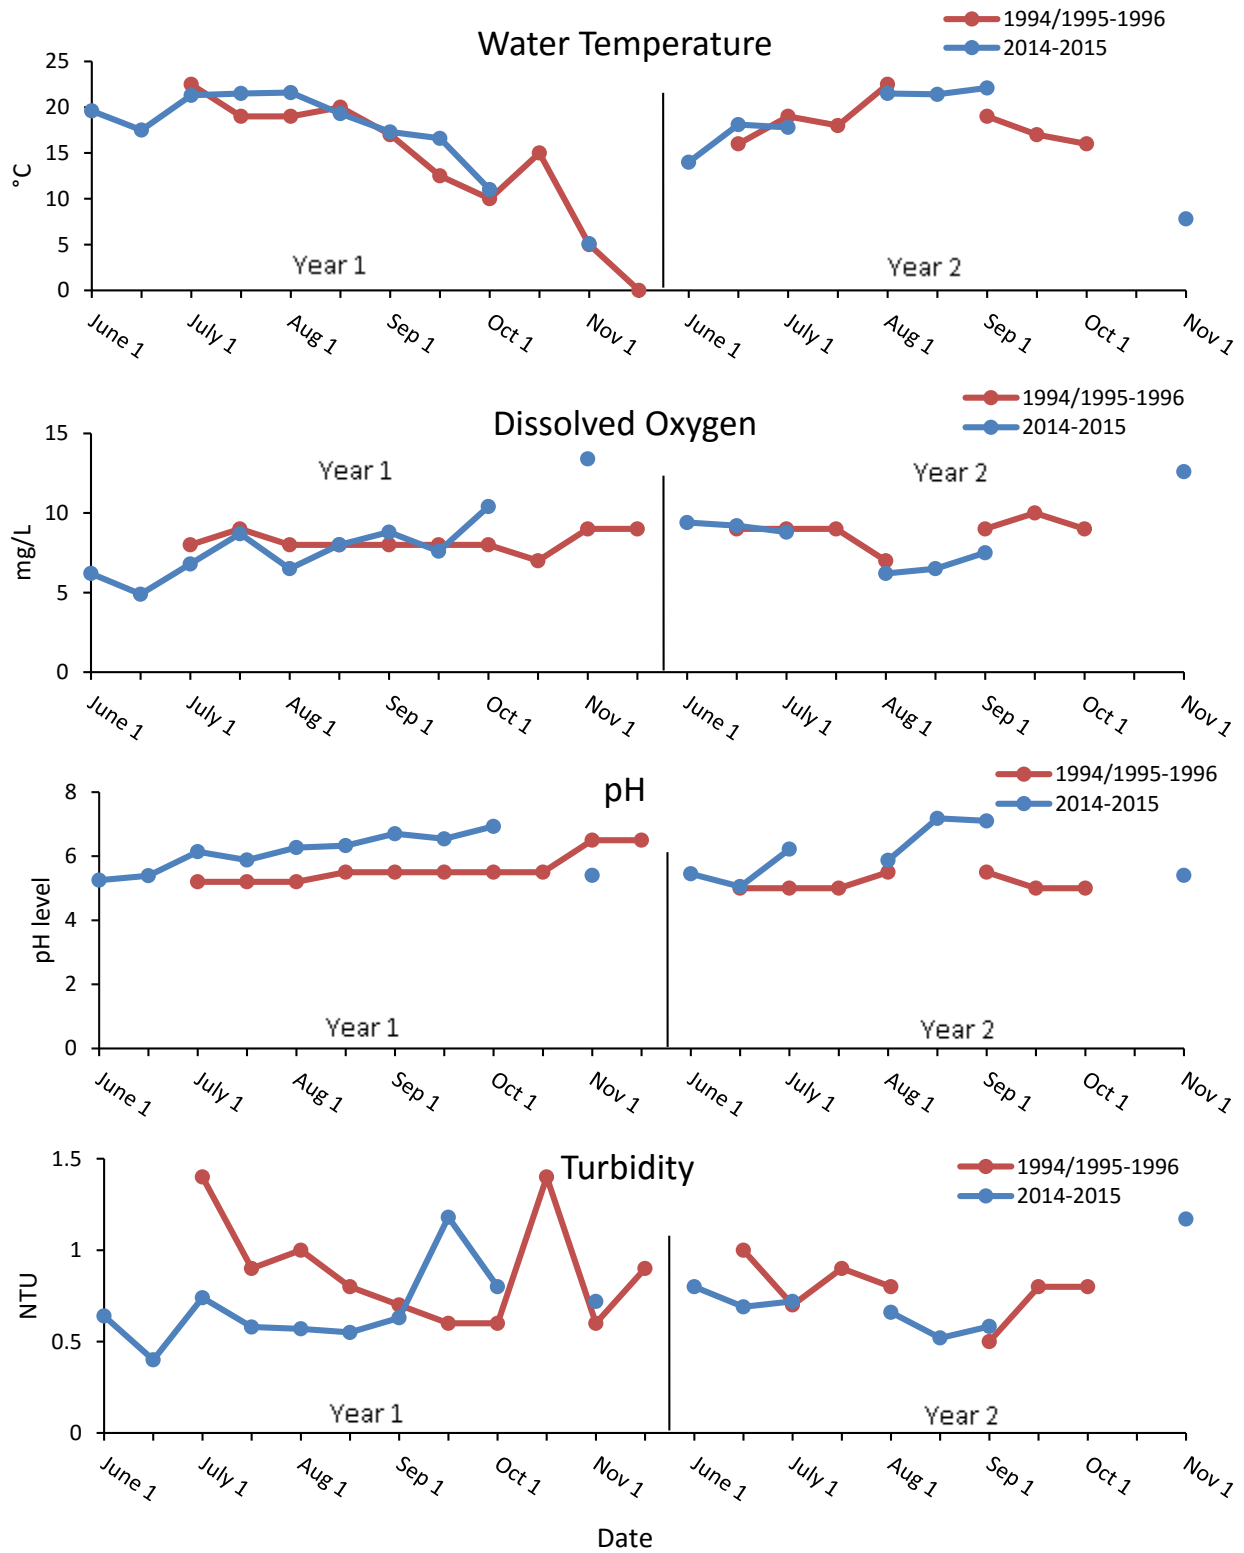 Water Temperature
1994/1995-1996
2014-2015
25
20
15
10
5
0
°C
Year 1
Year 2
June 1
July 1
Aug 1
Sep 1
Oct 1
Nov 1
June 1
July 1
Aug 1
Sep 1
Oct 1
Nov 1
Dissolved Oxygen
1994/1995-1996
2014-2015
15
10
5
0
mg/L
Year 1
Year 2
June 1
July 1
Aug 1
Sep 1
Oct 1
Nov 1
June 1
July 1
Aug 1
Sep 1
Oct 1
Nov 1
pH
1994/1995-1996
2014-2015
8
6
4
2
0
pH level
Year 1
Year 2
June 1
July 1
Aug 1
Sep 1
Oct 1
Nov 1
June 1
July 1
Aug 1
Sep 1
Oct 1
Nov 1
Turbidity
1994/1995-1996
2014-2015
1.5
1
0.5
0
NTU
Year 1
Year 2
June 1
July 1
Aug 1
Sep 1
Oct 1
Nov 1
June 1
July 1
Aug 1
Sep 1
Oct 1
Nov 1
Date